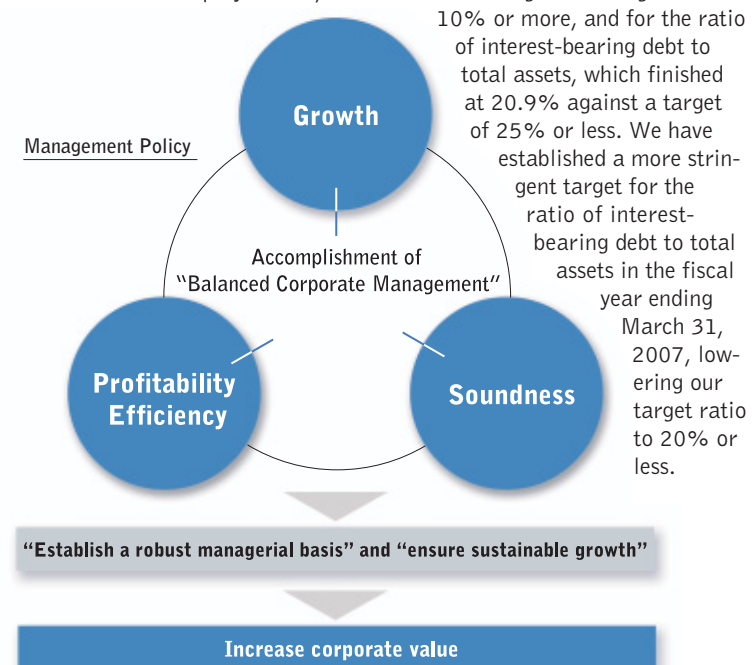 10% or more, and for the ratio
of interest-bearing debt to
total assets, which finished
at 20.9% against a target
of 25% or less. We have
established a more strin-
gent target for the
ratio of interest-
bearing debt to total
assets in the fiscal
year ending
March 31,
2007, low-
ering our
target ratio
to 20% or
less.
Management Policy
Growth
Accomplishment of
“Balanced Corporate Management”
Profitability
Efficiency
Soundness
“Establish a robust managerial basis” and “ensure sustainable growth”
Increase corporate value